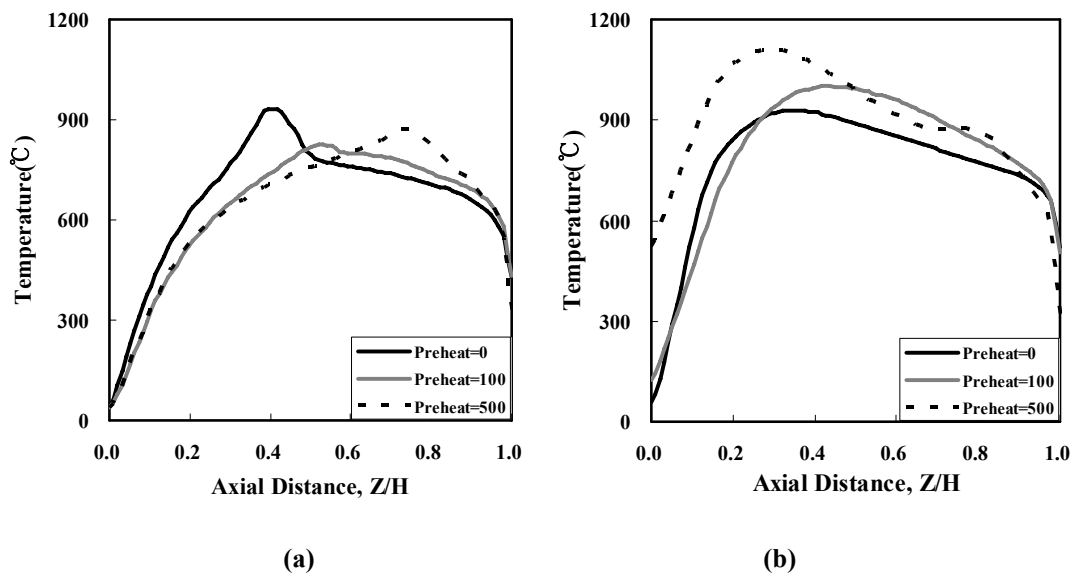 1200
900
600
300
0
Temperature(℃)
0.0 0.2 0.4 0.6 0.8 1.0
Axial Distance, Z/H
Preheat=0
Preheat=100
Preheat=500
(a)
1200
900
600
300
0
Temperature(℃)
0.0 0.2 0.4 0.6 0.8 1.0
Axial Distance, Z/H
Preheat=0
Preheat=100
Preheat=500
(b)